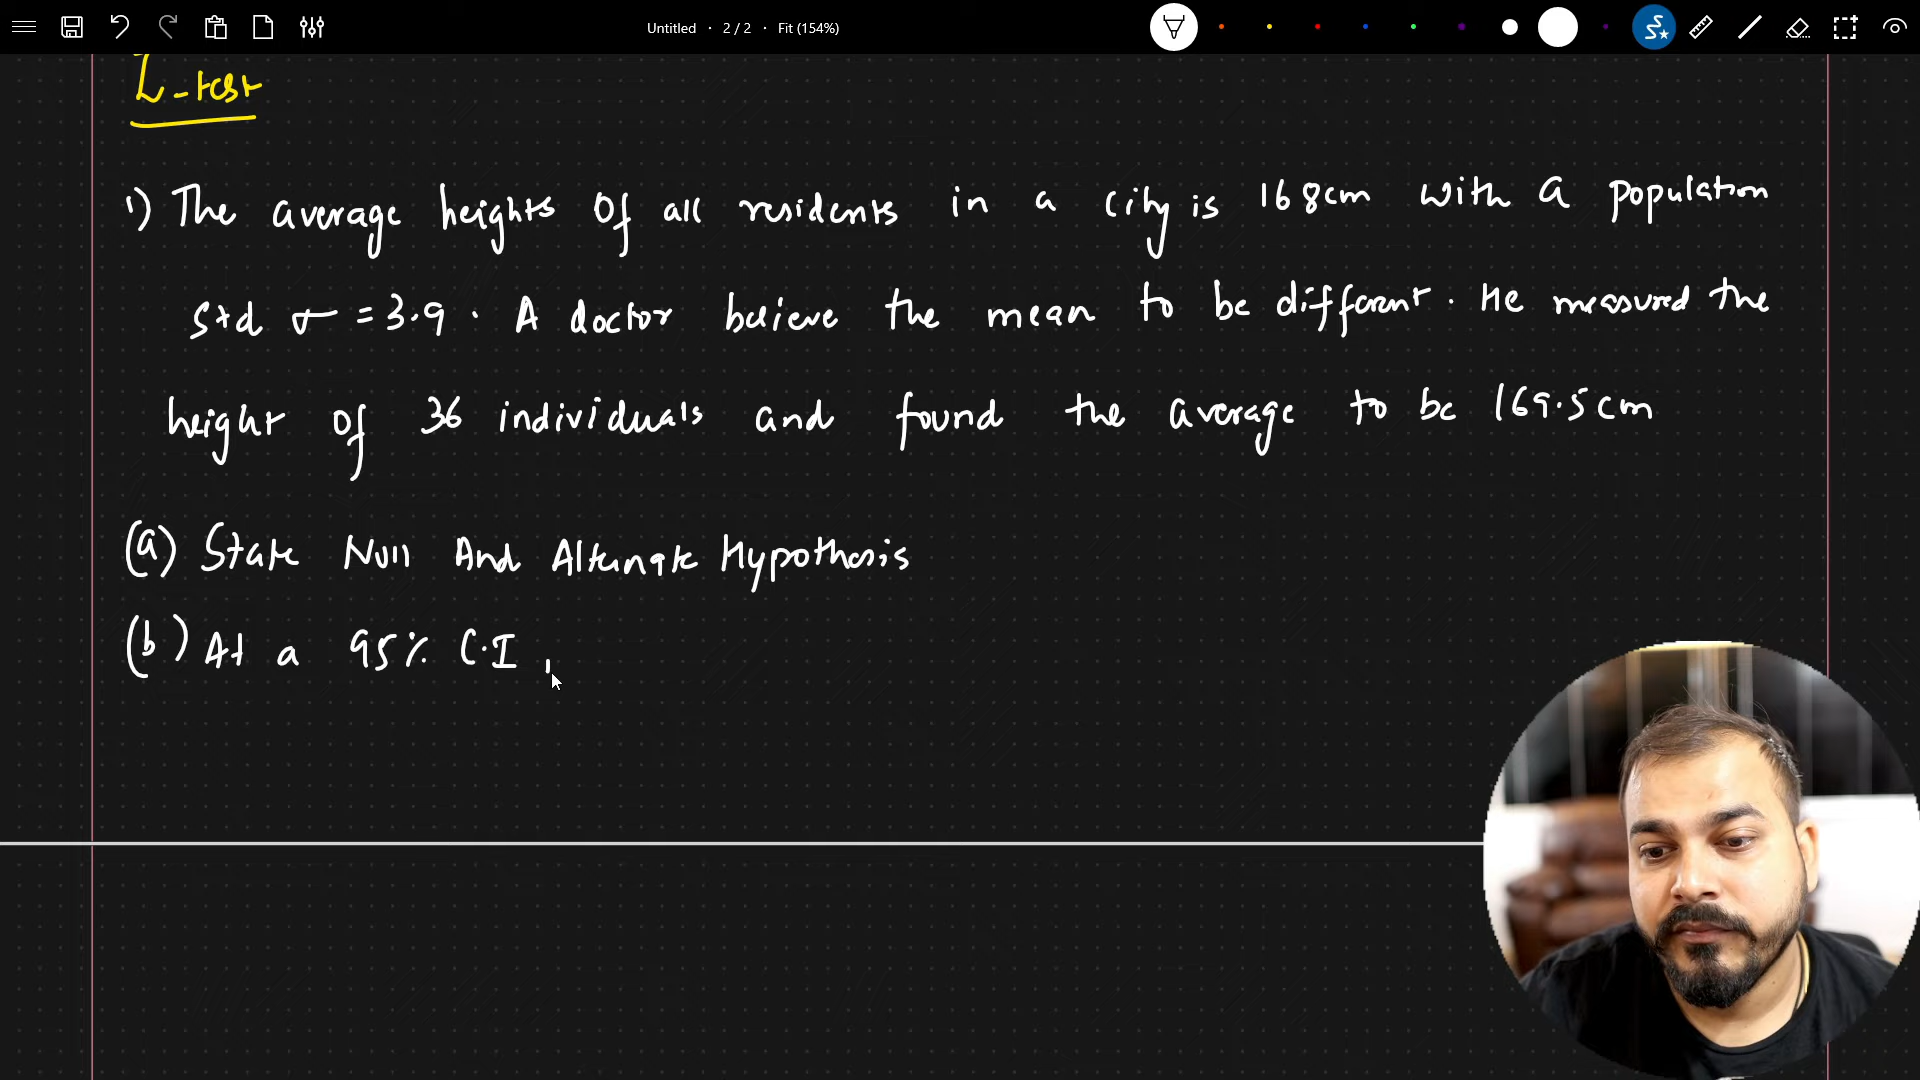 Untitled · 2 / 2 · Fit (154%)
Z-test
1) The average heights Of all residents in a city is 168cm with a population
std σ = 3.9 . A doctor believe the mean to be different. He measured the
height of 36 individuals and found the average to be 169.5 cm
(a) State Null And Alternate Hypothesis
(b) At a 95% C.I ,